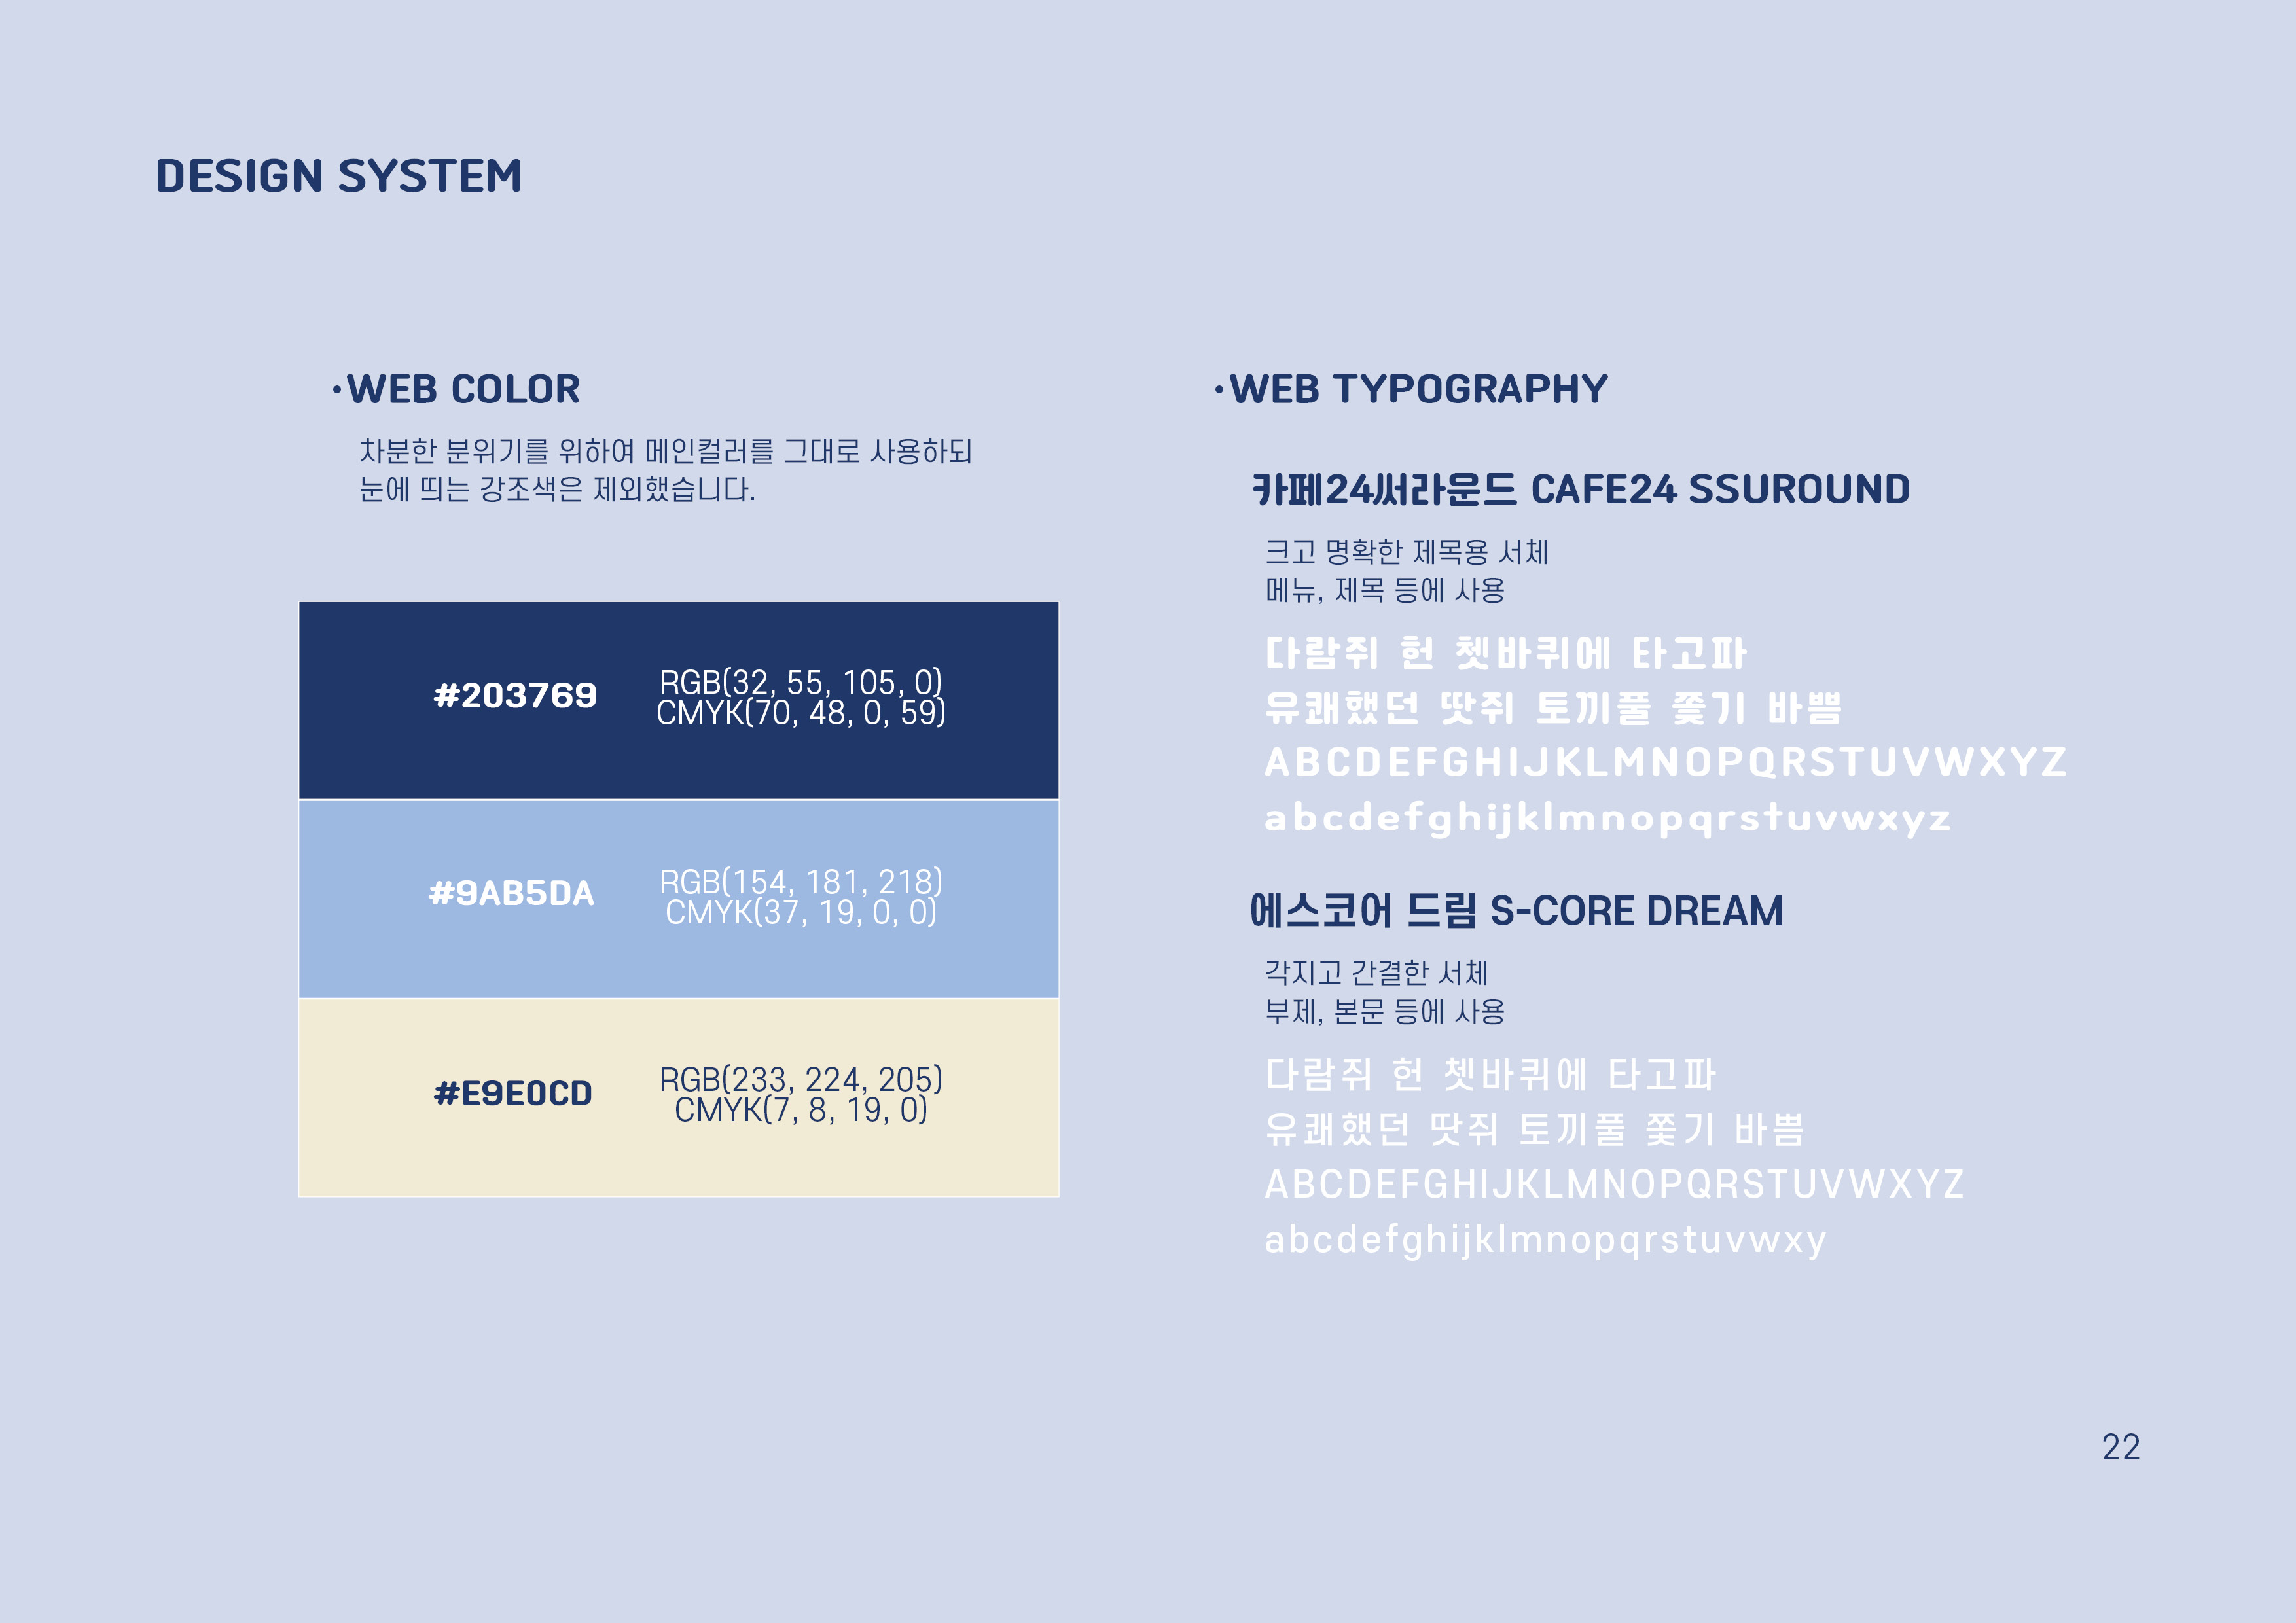 DESIGN SYSTEM
·WEB COLOR
차분한 분위기를 위하여 메인컬러를 그대로 사용하되
눈에 띄는 강조색은 제외했습니다.
#203769
RGB(32, 55, 105, 0)
CMYK(70, 48, 0, 59)
#9AB5DA
RGB(154, 181, 218)
CMYK(37, 19, 0, 0)
#E9E0CD
RGB(233, 224, 205)
CMYK(7, 8, 19, 0)
·WEB TYPOGRAPHY
카페24써라운드 CAFE24 SSUROUND
크고 명확한 제목용 서체
메뉴, 제목 등에 사용
다람쥐 헌 쳇바퀴에 타고파
유쾌했던 땃쥐 토끼풀 쫓기 바쁨
ABCDEFGHIJKLMNOPQRSTUVWXYZ
abcdefghijklmnopqrstuvwxyz
에스코어 드림 S-CORE DREAM
각지고 간결한 서체
부제, 본문 등에 사용
다람쥐 헌 쳇바퀴에 타고파
유쾌했던 땃쥐 토끼풀 쫓기 바쁨
ABCDEFGHIJKLMNOPQRSTUVWXYZ
abcdefghijklmnopqrstuvwxy
22